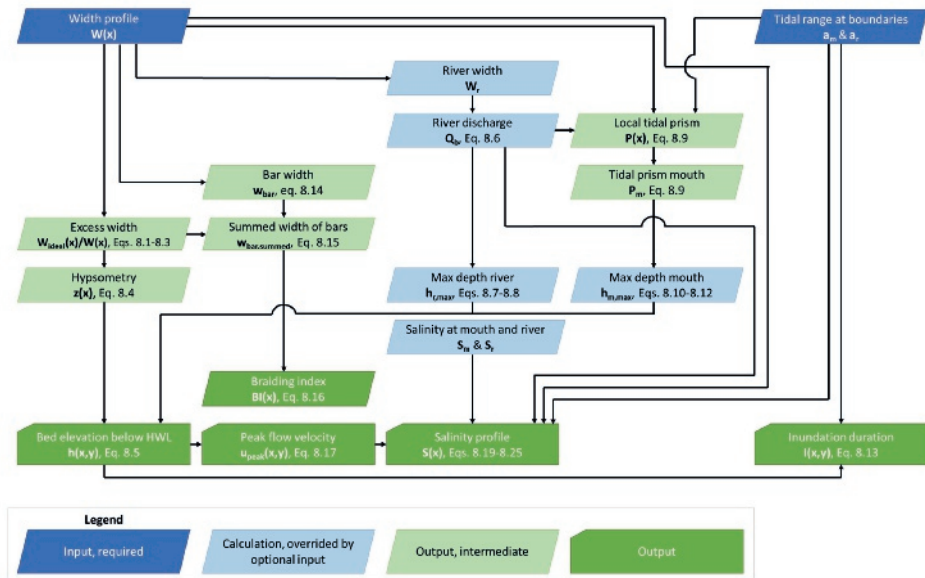 Width profile
W(x)
Tidal range at boundaries
aₘ & aᵣ
River width
Wᵣ
River discharge
Q_b, Eq. 8.6
Local tidal prism
P(x), Eq. 8.9
Bar width
w_bar, eq. 8.14
Tidal prism mouth
Pₘ, Eq. 8.9
Excess width
W_ideal(x)/W(x), Eqs. 8.1-8.3
Summed width of bars
w_bar,summed, Eq. 8.15
Hypsometry
z(x), Eq. 8.4
Max depth river
h_r,max, Eqs. 8.7-8.8
Max depth mouth
h_m,max, Eqs. 8.10-8.12
Salinity at mouth and river
Sₘ & Sᵣ
Braiding index
BI(x), Eq. 8.16
Bed elevation below HWL
h(x,y), Eq. 8.5
Peak flow velocity
u_peak(x,y), Eq. 8.17
Salinity profile
S(x), Eqs. 8.19-8.25
Inundation duration
I(x,y), Eq. 8.13
Legend
Input, required
Calculation, overrided by
optional input
Output, intermediate
Output